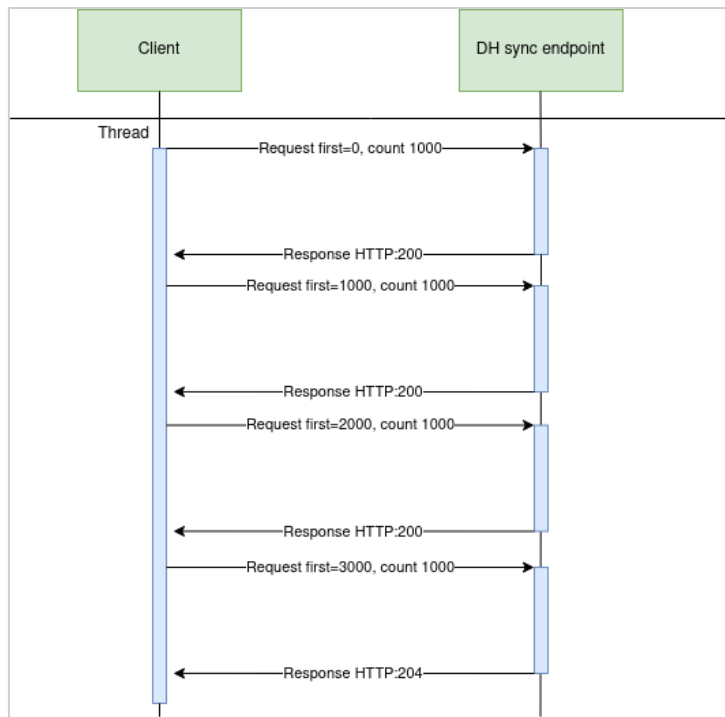 Client
DH sync endpoint
Thread
Request first=0, count 1000
Response HTTP:200
Request first=1000, count 1000
Response HTTP:200
Request first=2000, count 1000
Response HTTP:200
Request first=3000, count 1000
Response HTTP:204